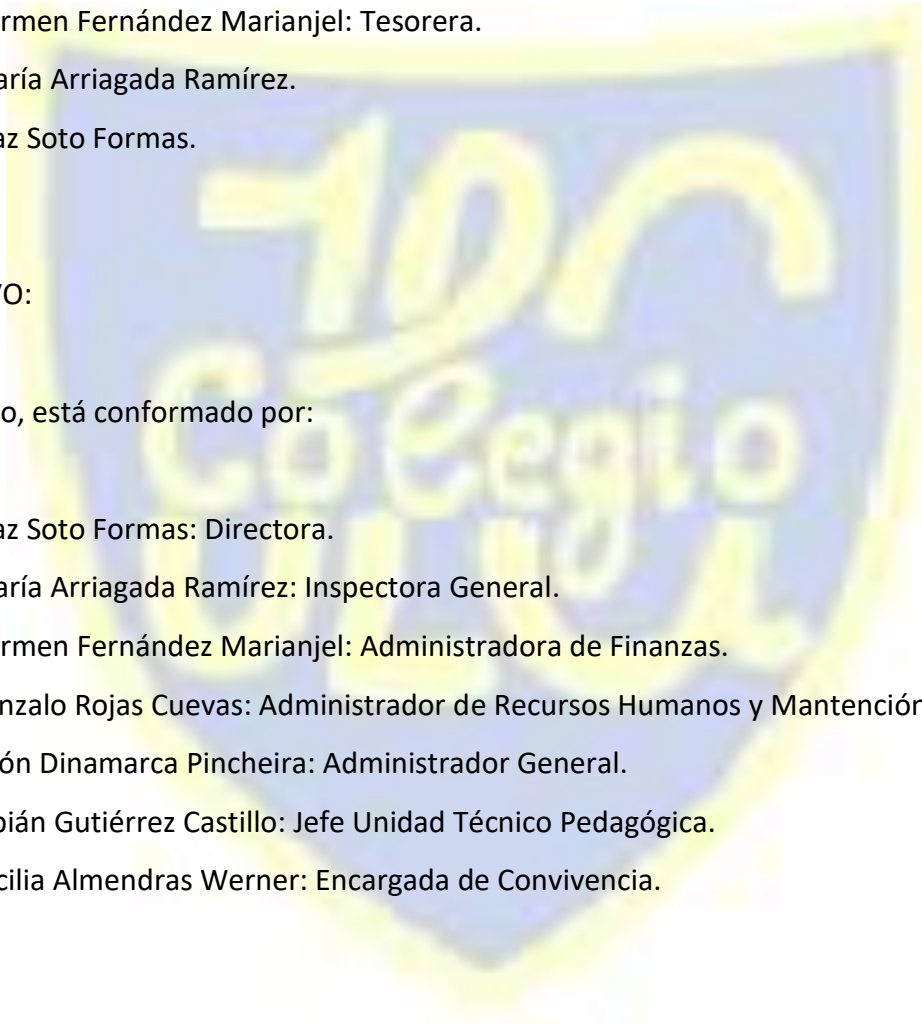 rmen Fernández Marianjel: Tesorera.
aría Arriagada Ramírez.
az Soto Formas.
VO:
o, está conformado por:
az Soto Formas: Directora.
aría Arriagada Ramírez: Inspectora General.
rmen Fernández Marianjel: Administradora de Finanzas.
nzalo Rojas Cuevas: Administrador de Recursos Humanos y Mantención
ón Dinamarca Pincheira: Administrador General.
bián Gutiérrez Castillo: Jefe Unidad Técnico Pedagógica.
cilia Almendras Werner: Encargada de Convivencia.
Colegio